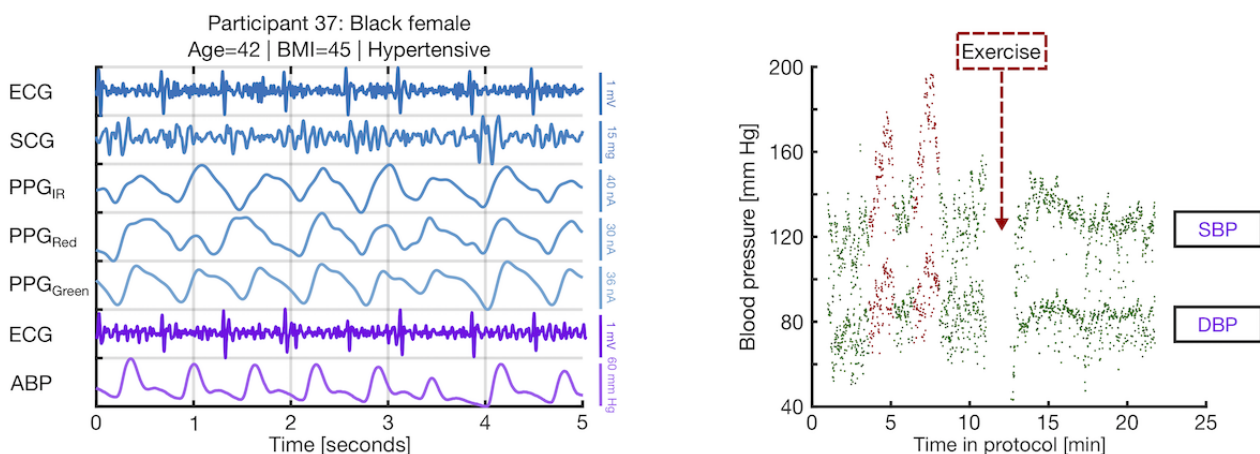 Participant 37: Black female
Age=42 | BMI=45 | Hypertensive
ECG
1 mV
SCG
15 mg
PPG_IR
40 nA
PPG_Red
30 nA
PPG_Green
36 nA
ECG
1 mV
ABP
60 mm Hg
0 1 2 3 4 5
Time [seconds]
Exercise
Blood pressure [mm Hg]
200
160
120
80
40
0 5 10 15 20 25
Time in protocol [min]
SBP
DBP